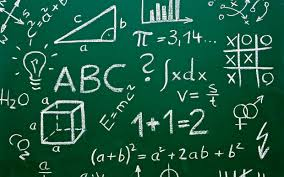 c
b
a
π = 3,14...
ABC
?
∫xdx
v = s/t
H₂O
E=mc²
a
a
a
1+1=2
(a+b)² = a²+2ab+b²